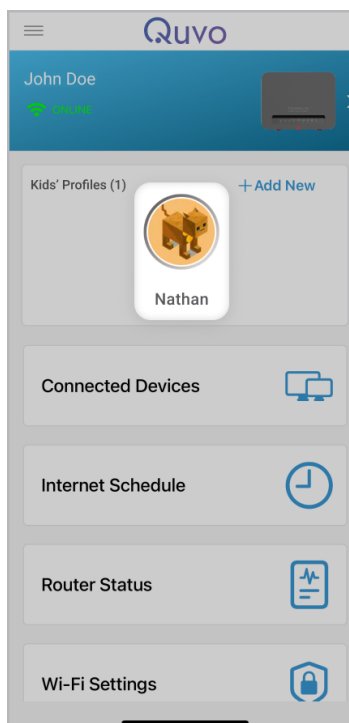 Quvo
John Doe
ONLINE
Kids' Profiles (1)
+ Add New
Nathan
Connected Devices
Internet Schedule
Router Status
Wi-Fi Settings